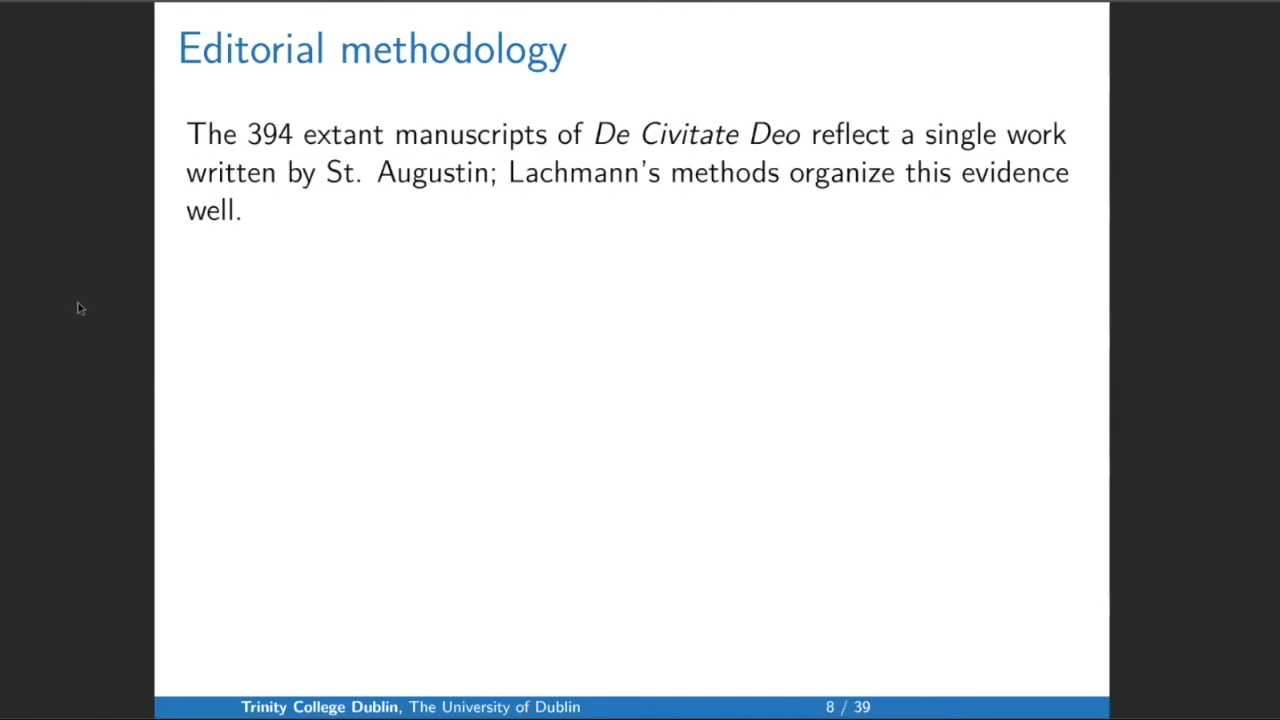 Editorial methodology
The 394 extant manuscripts of De Civitate Deo reflect a single work
written by St. Augustin; Lachmann's methods organize this evidence
well.
Trinity College Dublin, The University of Dublin 8 / 39